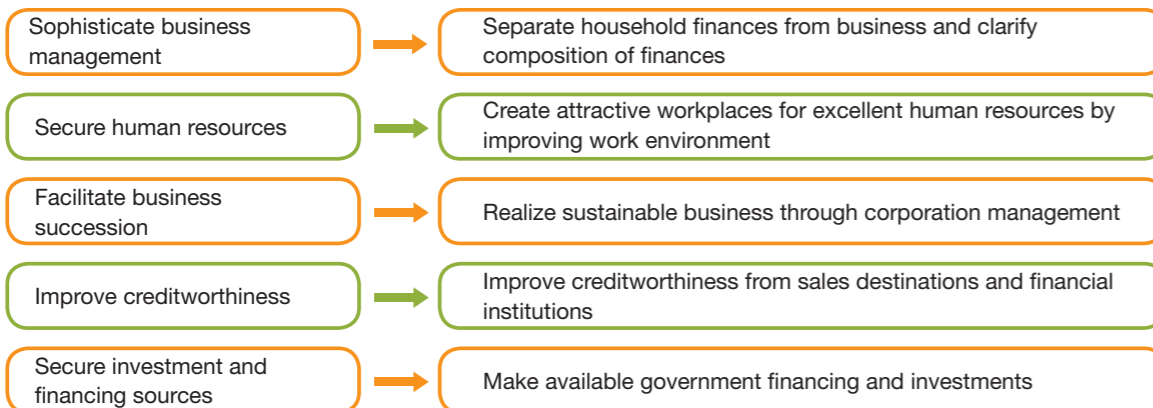 Sophisticate business
management
Separate household finances from business and clarify
composition of finances
Secure human resources
Create attractive workplaces for excellent human resources by
improving work environment
Facilitate business
succession
Realize sustainable business through corporation management
Improve creditworthiness
Improve creditworthiness from sales destinations and financial
institutions
Secure investment and
financing sources
Make available government financing and investments